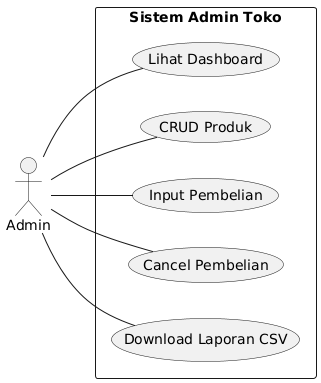 Sistem Admin Toko
Lihat Dashboard
CRUD Produk
Input Pembelian
Admin
Cancel Pembelian
Download Laporan CSV